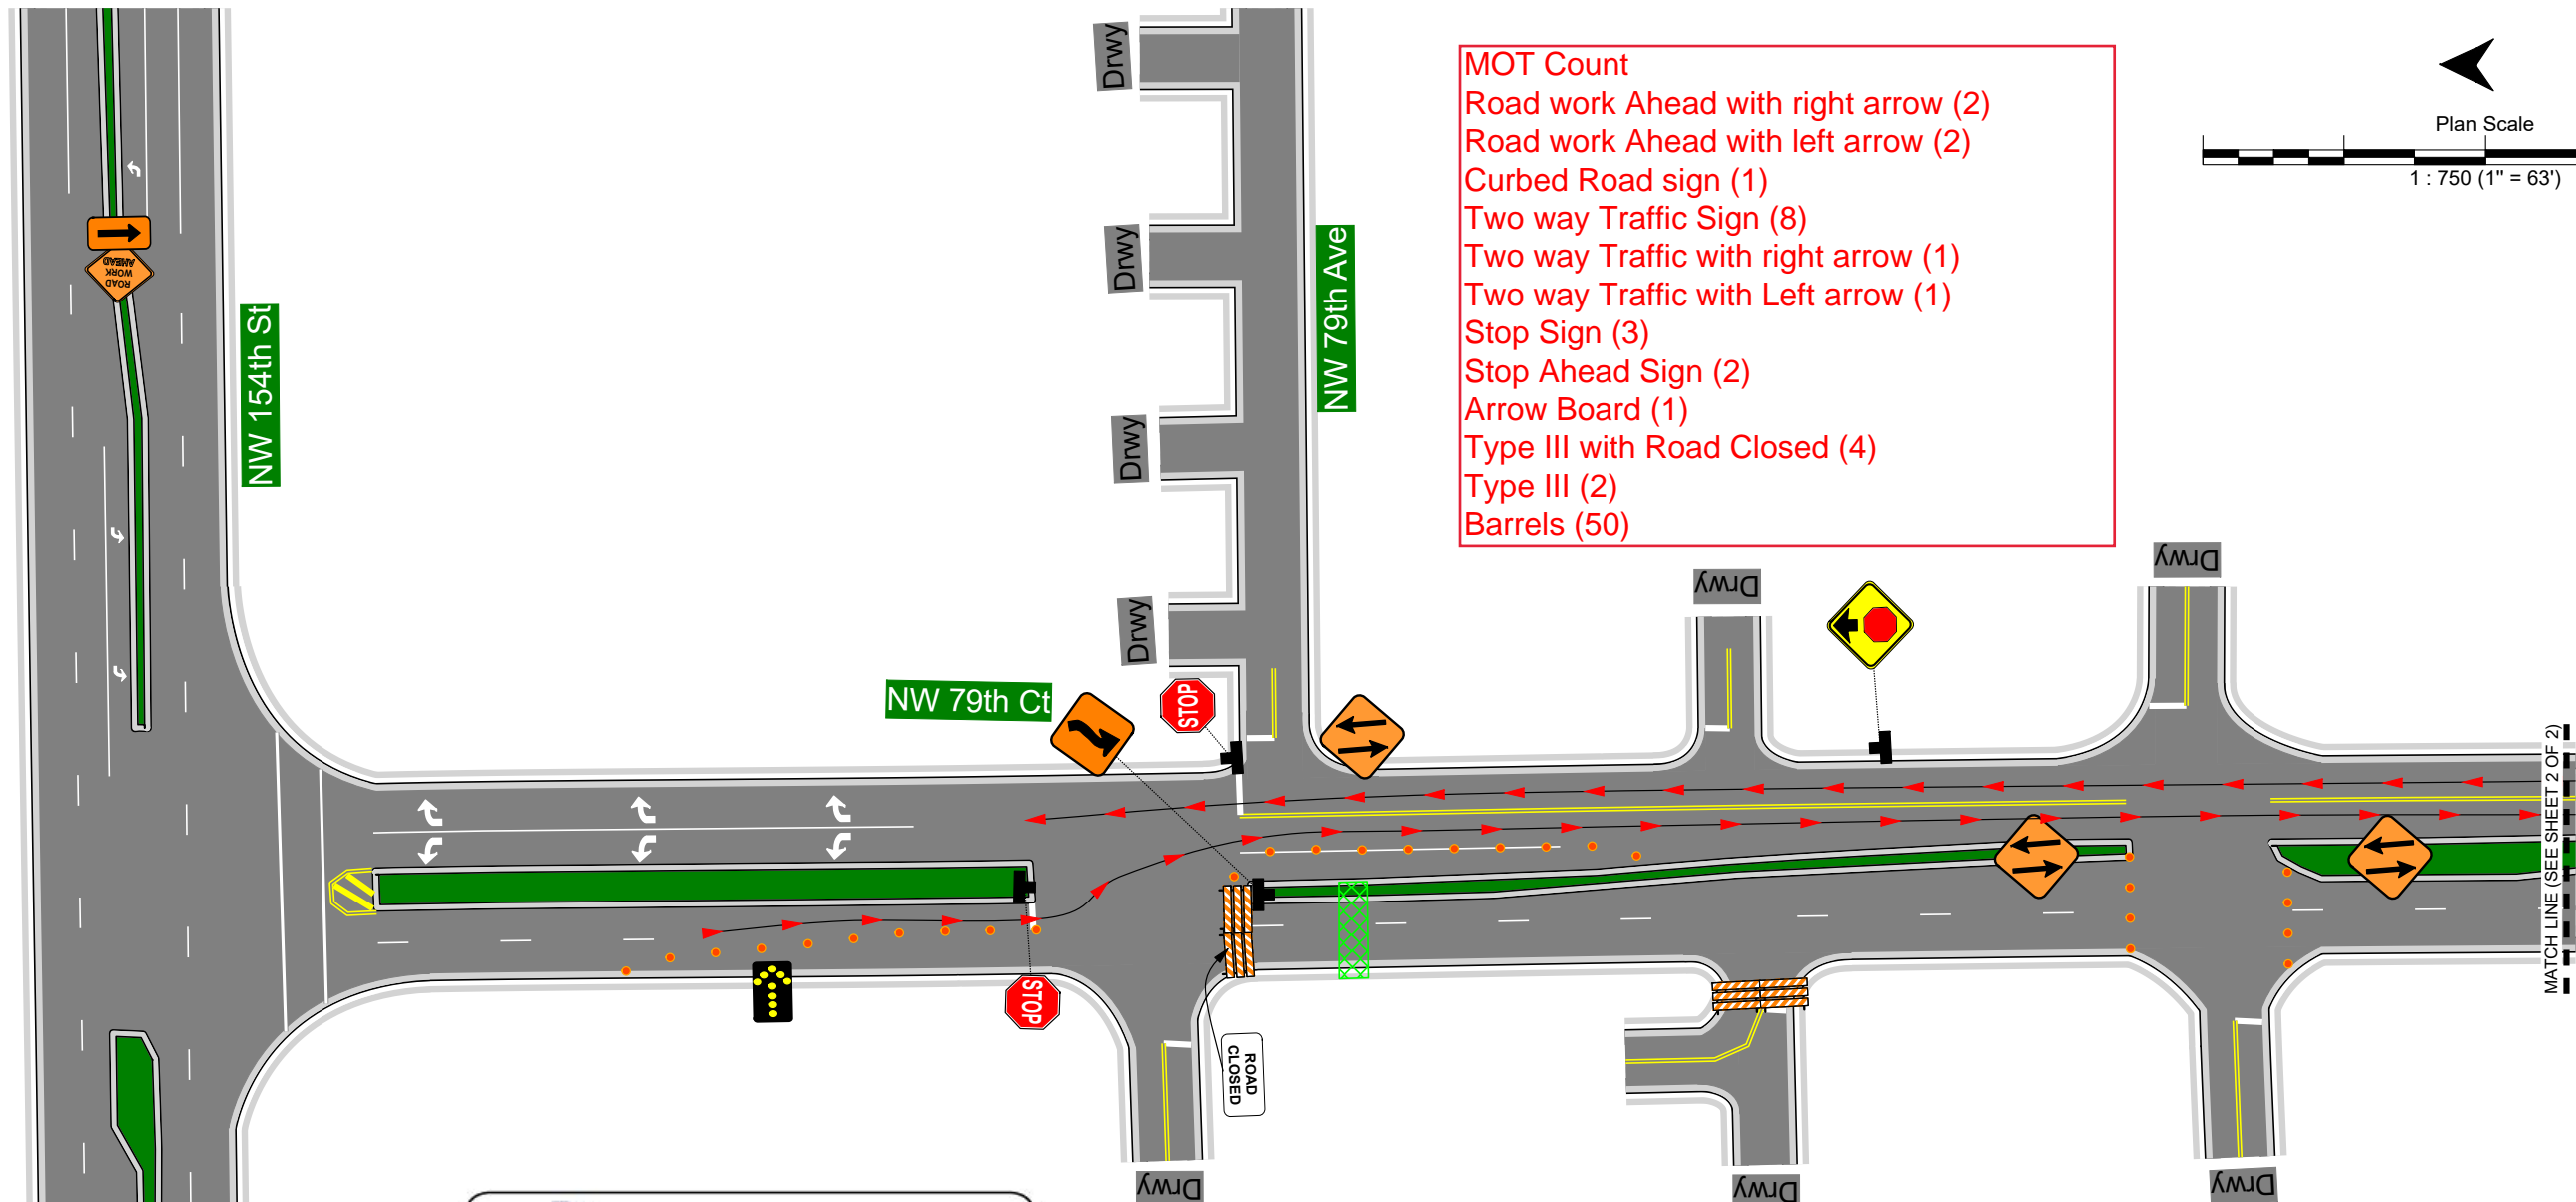 MOT Count
Road work Ahead with right arrow (2)
Road work Ahead with left arrow (2)
Curbed Road sign (1)
Two way Traffic Sign (8)
Two way Traffic with right arrow (1)
Two way Traffic with Left arrow (1)
Stop Sign (3)
Stop Ahead Sign (2)
Arrow Board (1)
Type III with Road Closed (4)
Type III (2)
Barrels (50)
Plan Scale
1 : 750 (1" = 63')
Drwy
Drwy
Drwy
Drwy
NW 79th Ave
NW 154th St
ROAD
WORK
AHEAD
NW 79th Ct
STOP
STOP
Drwy
Drwy
MATCH LINE (SEE SHEET 2 OF 2)
ROAD
CLOSED
Drwy
Drwy
Drwy